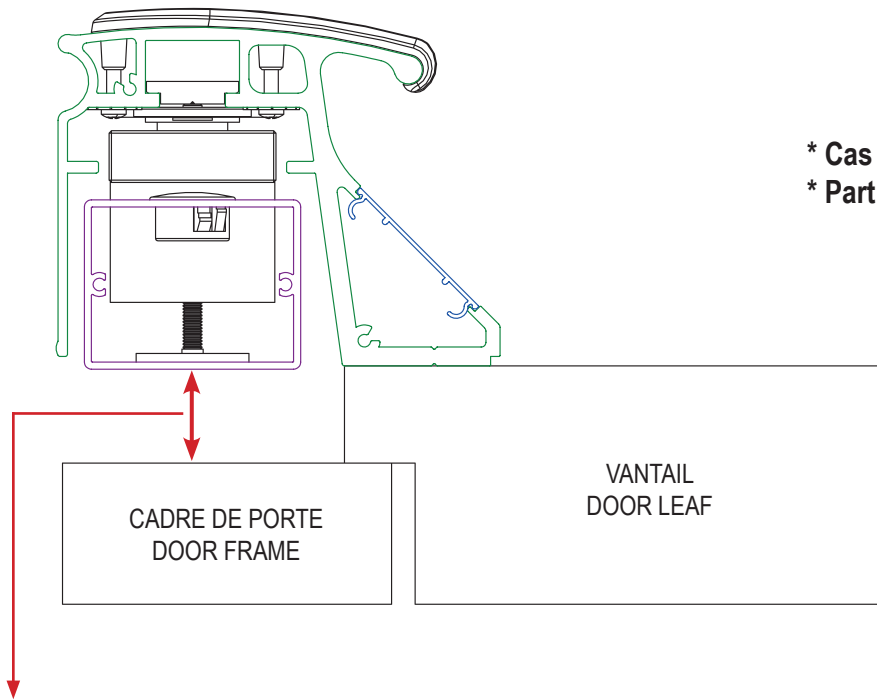 * Cas
* Part
VANTAIL
DOOR LEAF
CADRE DE PORTE
DOOR FRAME